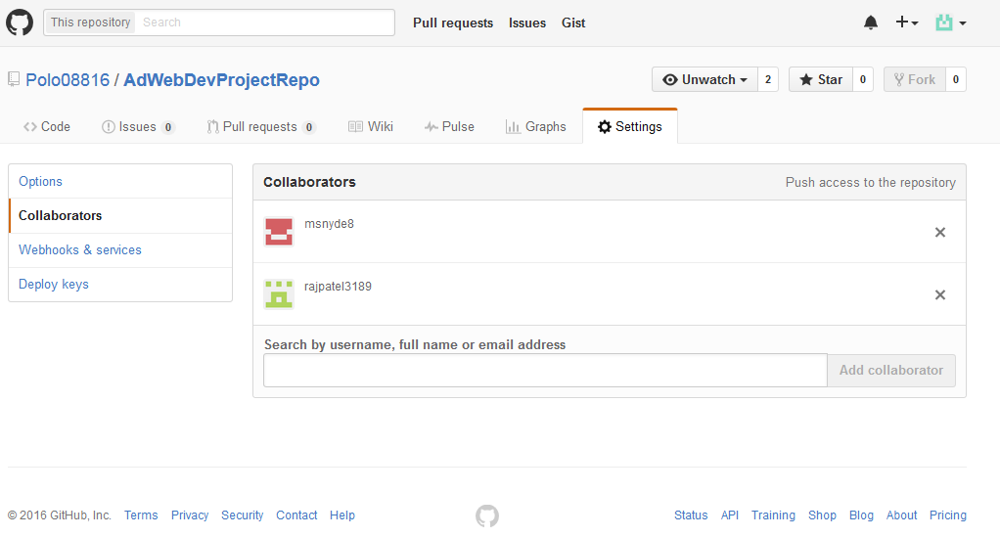 This repository Search Pull requests Issues Gist
Polo08816 / AdWebDevProjectRepo Unwatch 2 Star 0 Fork 0
Code Issues 0 Pull requests 0 Wiki Pulse Graphs Settings
Options
Collaborators
Webhooks & services
Deploy keys
Collaborators Push access to the repository
msnyde8
rajpatel3189
Search by username, full name or email address
Add collaborator
© 2016 GitHub, Inc. Terms Privacy Security Contact Help Status API Training Shop Blog About Pricing